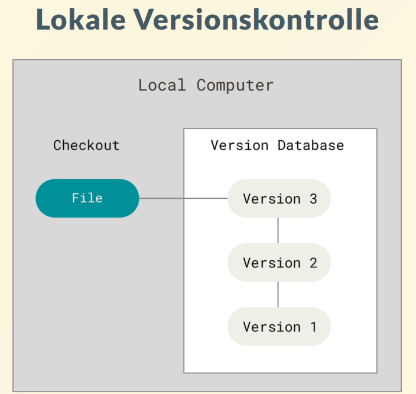 Lokale Versionskontrolle
Local Computer
Checkout
Version Database
File
Version 3
Version 2
Version 1